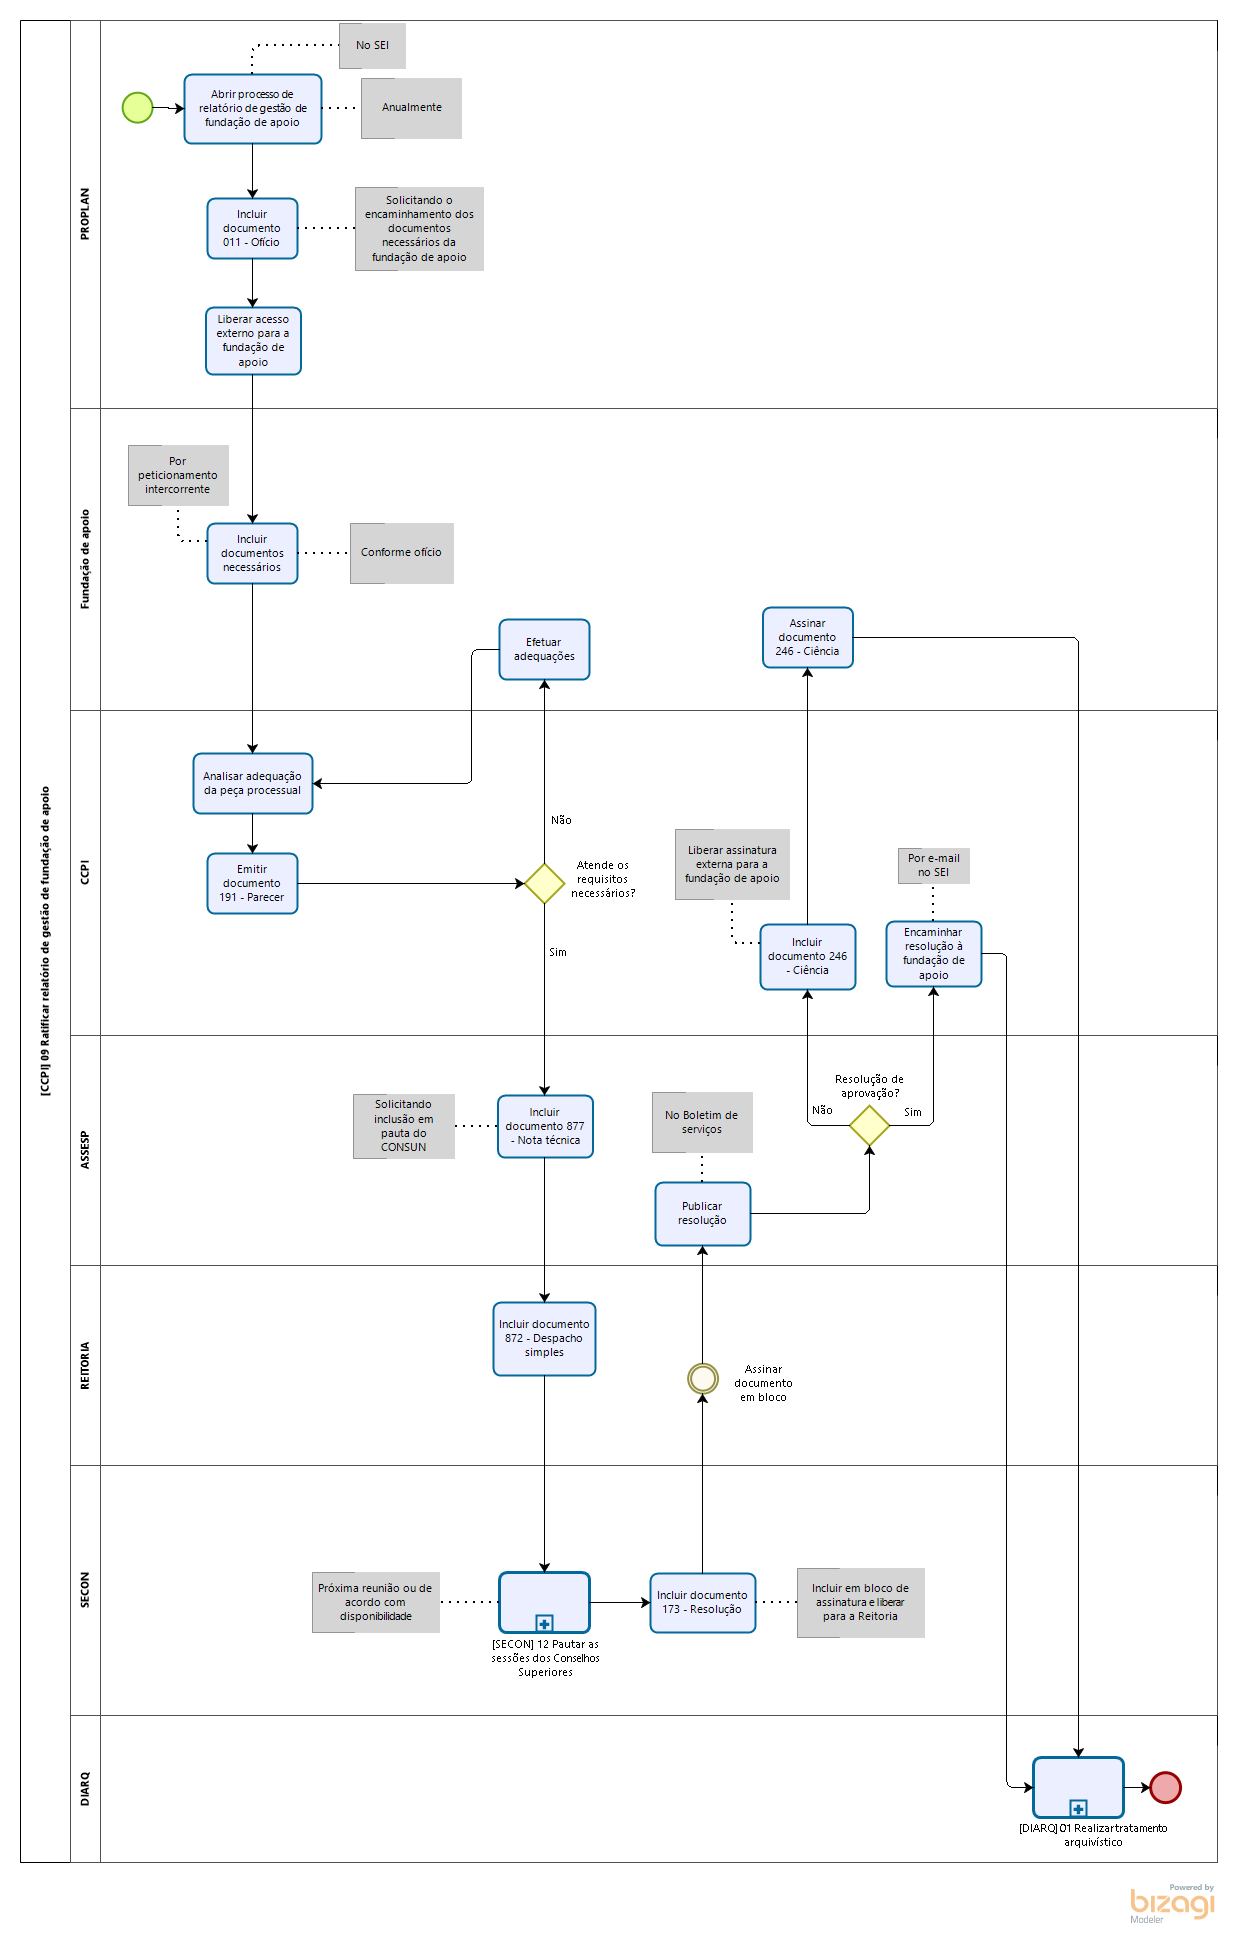 [CCPI] 09 Ratificar relatório de gestão de fundação de apoio
PROPLAN
No SEI
Abrir processo de
relatório de gestão de
fundação de apoio
Anualmente
Incluir
documento
011 - Ofício
Solicitando o
encaminhamento dos
documentos
necessários da
fundação de apoio
Liberar acesso
externo para a
fundação de
apoio
Fundação de apoio
Por
peticionamento
intercorrente
Incluir
documentos
necessários
Conforme ofício
Efetuar
adequações
Assinar
documento
246 - Ciência
CCPI
Analisar adequação
da peça processual
Emitir
documento
191 - Parecer
Não
Atende os
requisitos
necessários?
Sim
Liberar assinatura
externa para a
fundação de apoio
Incluir
documento 246
- Ciência
Por e-mail
no SEI
Encaminhar
resolução à
fundação de
apoio
ASSESP
Solicitando
inclusão em
pauta do
CONSUN
Incluir
documento 877
- Nota técnica
No Boletim de
serviços
Publicar
resolução
Resolução de
aprovação?
Não
Sim
REITORIA
Incluir documento
872 - Despacho
simples
Assinar
documento
em bloco
SECON
Próxima reunião ou de
acordo com
disponibilidade
[SECON] 12 Pautar as
sessões dos Conselhos
Superiores
Incluir documento
173 - Resolução
Incluir em bloco de
assinatura e liberar
para a Reitoria
DIARQ
[DIARQ] 01 Realizar tratamento
arquivístico
Powered by
bizagi
Modeler